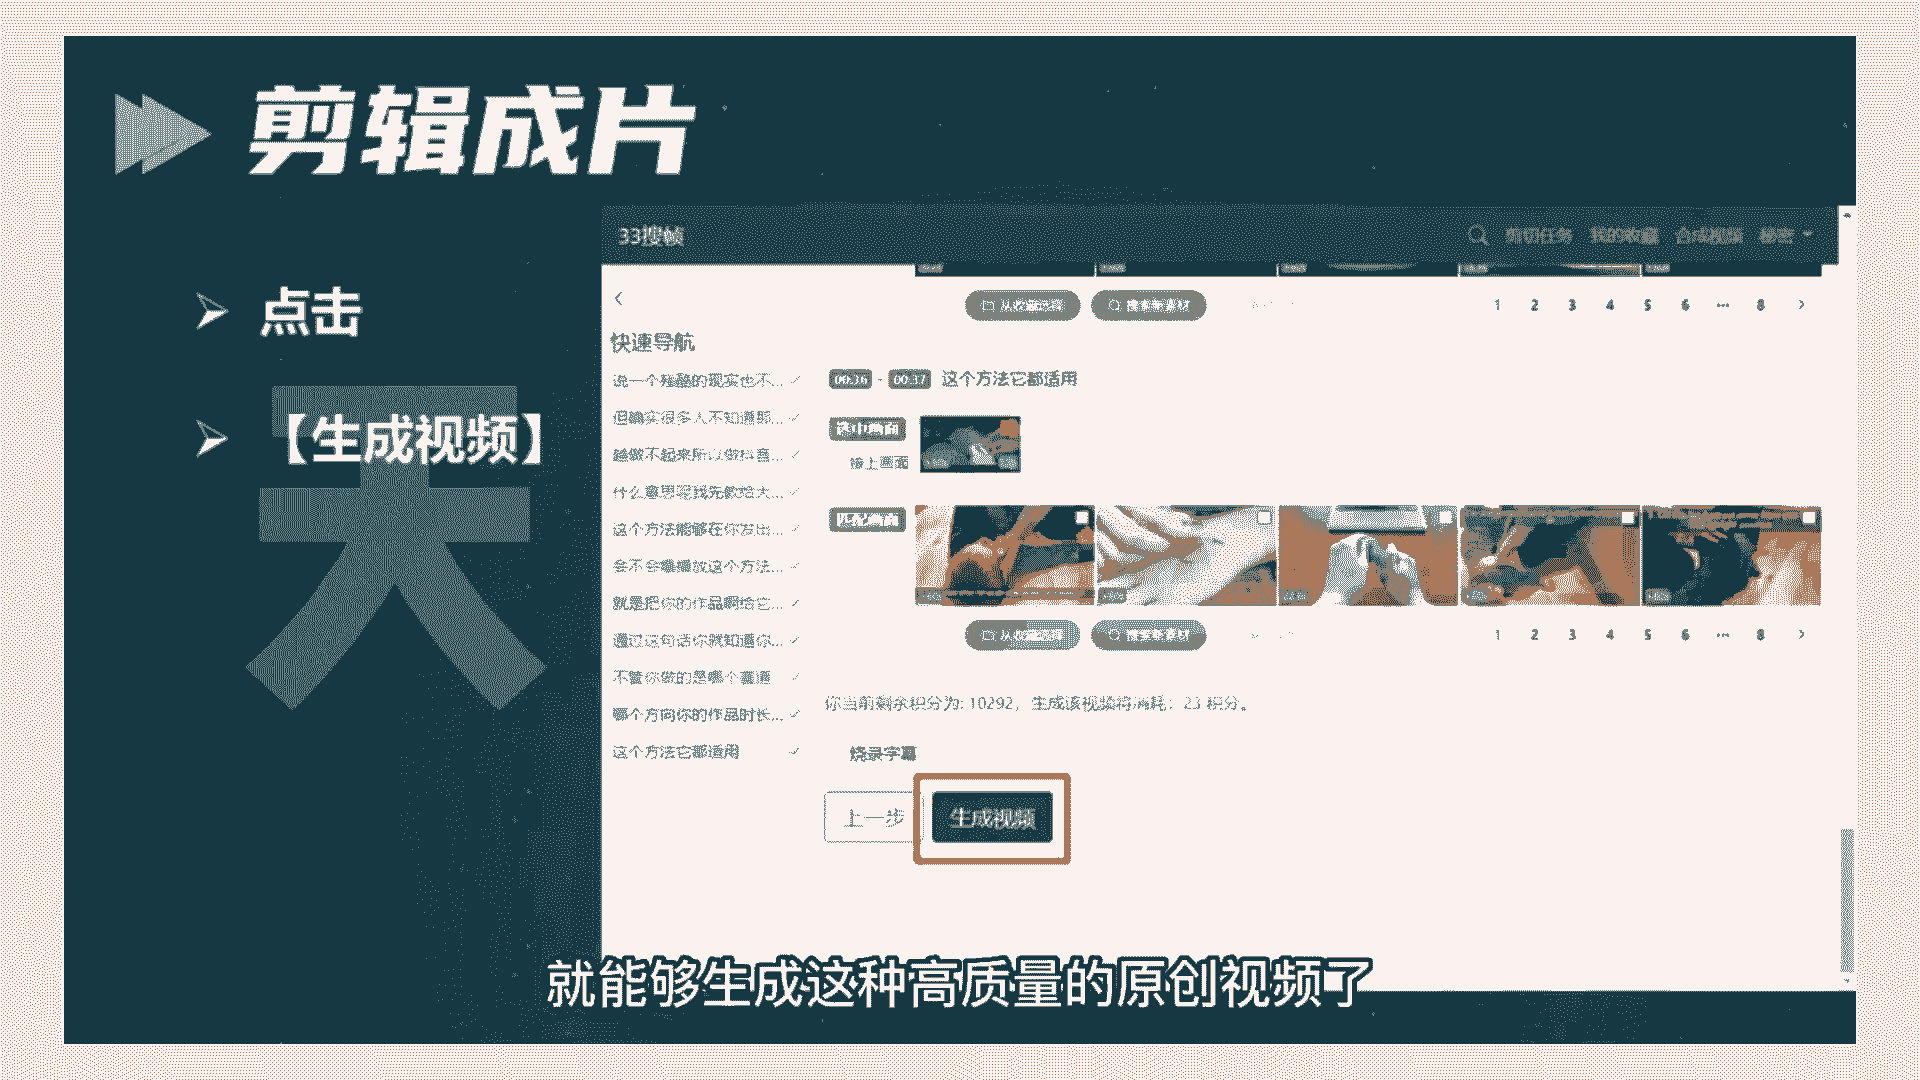 剪辑成片
点击
【生成视频】
33搜帧
剪切任务 我的收藏 合成视频
从收藏选择 搜索新素材
1 2 3 4 5 6 ... 8
快速导航
说一个残酷的现实也不...
但确实很多人不知道那...
越做不起来所以做抖音...
什么意思呢我先教给大...
这个方法能够在你发出...
会不会爆播放这个方法...
就是把你的作品啊给它...
通过这句话你就知道你...
不管你做的是哪个赛道
哪个方向你的作品时长...
这个方法它都适用
00:36 - 00:37 这个方法它都适用
选中画面
接上画面
匹配画面
从收藏选择 搜索新素材
1 2 3 4 5 6 ... 8
你当前剩余积分为: 10292，生成该视频将消耗：23 积分。
烧录字幕
上一步 生成视频
就能够生成这种高质量的原创视频了